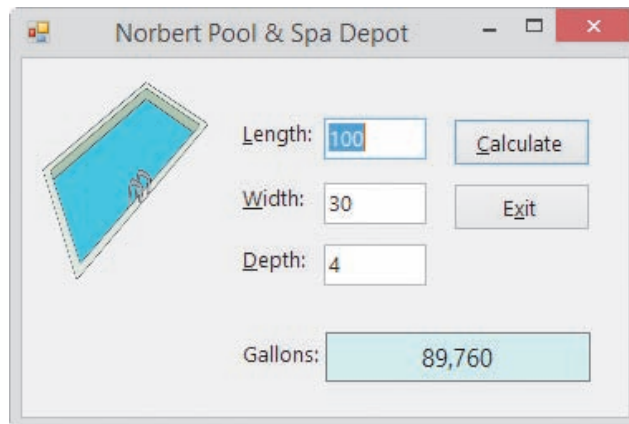 Norbert Pool & Spa Depot
Length: 100 Calculate
Width: 30 Exit
Depth: 4
Gallons: 89,760